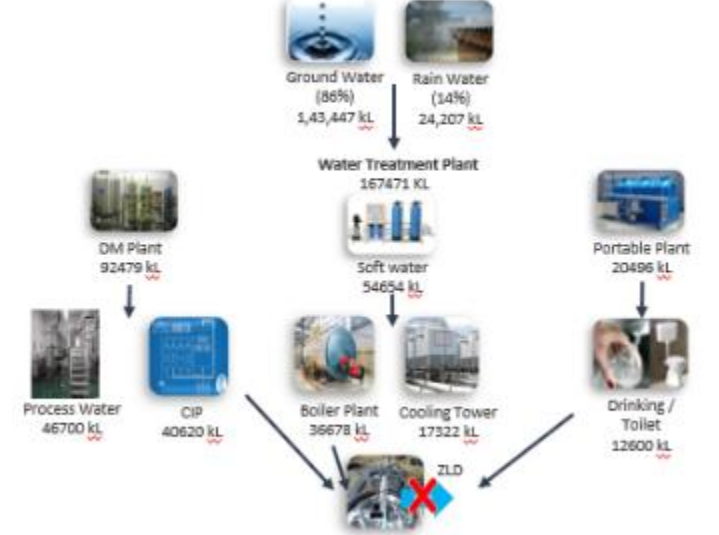 Ground Water
(86%)
1,43,447 kL
Rain Water
(14%)
24,207 kL
Water Treatment Plant
167471 KL
DM Plant
92479 kL
Soft water
54654 kL
Portable Plant
20496 kL
Process Water
46700 kL
CIP
40620 kL
Boiler Plant
36678 kL
Cooling Tower
17322 kL
Drinking /
Toilet
12600 kL
ZLD